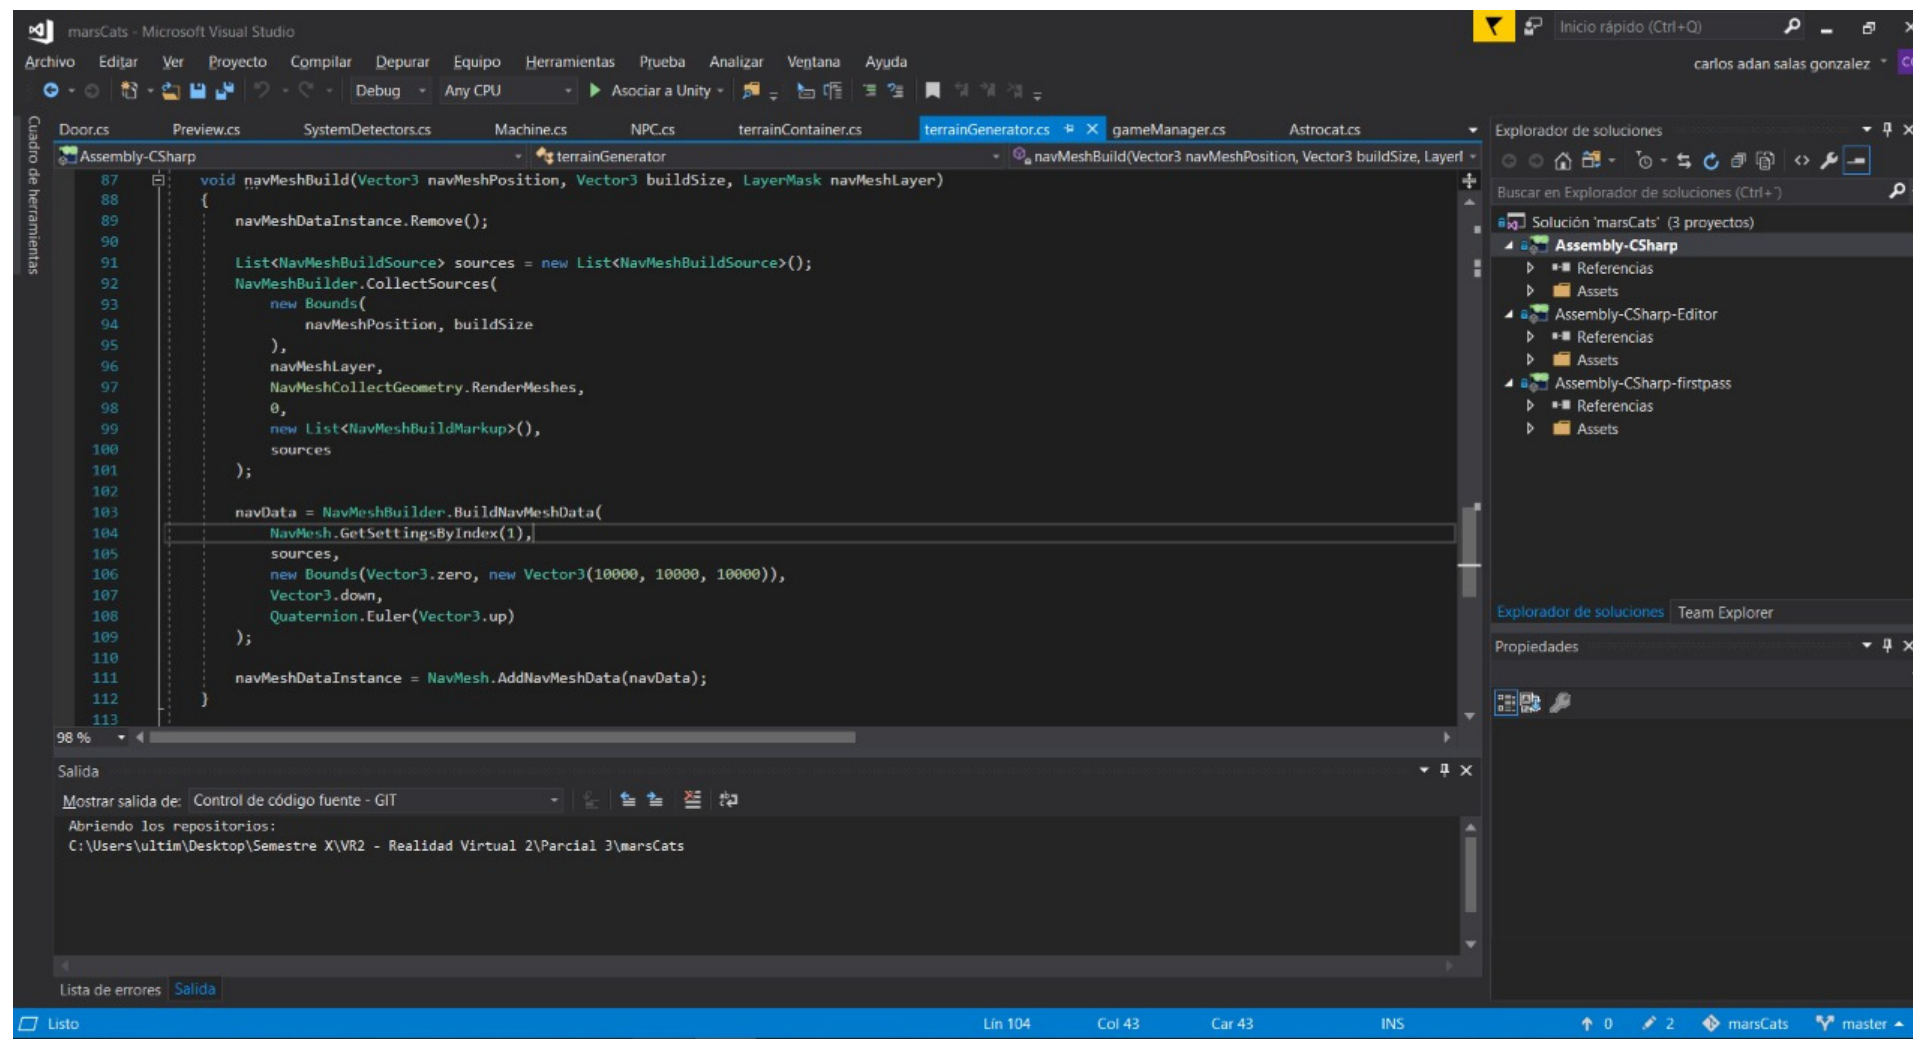 marsCats - Microsoft Visual Studio
Inicio rápido (Ctrl+Q)
Archivo Editar Ver Proyecto Compilar Depurar Equipo Herramientas Prueba Analizar Ventana Ayuda
carlos adan salas gonzalez
Debug Any CPU Asociar a Unity
Cuadro de herramientas
Door.cs Preview.cs SystemDetectors.cs Machine.cs NPC.cs terrainContainer.cs terrainGenerator.cs gameManager.cs Astrocat.cs
Assembly-CSharp terrainGenerator navMeshBuild(Vector3 navMeshPosition, Vector3 buildSize, LayerM
87 void navMeshBuild(Vector3 navMeshPosition, Vector3 buildSize, LayerMask navMeshLayer)
88 {
89 navMeshDataInstance.Remove();
90
91 List<NavMeshBuildSource> sources = new List<NavMeshBuildSource>();
92 NavMeshBuilder.CollectSources(
93 new Bounds(
94 navMeshPosition, buildSize
95 ),
96 navMeshLayer,
97 NavMeshCollectGeometry.RenderMeshes,
98 0,
99 new List<NavMeshBuildMarkup>(),
100 sources
101 );
102
103 navData = NavMeshBuilder.BuildNavMeshData(
104 NavMesh.GetSettingsByIndex(1),
105 sources,
106 new Bounds(Vector3.zero, new Vector3(10000, 10000, 10000)),
107 Vector3.down,
108 Quaternion.Euler(Vector3.up)
109 );
110
111 navMeshDataInstance = NavMesh.AddNavMeshData(navData);
112 }
113
98 %
Salida
Mostrar salida de: Control de código fuente - GIT
Abriendo los repositorios:
C:\Users\ultim\Desktop\Semestre X\VR2 - Realidad Virtual 2\Parcial 3\marsCats
Lista de errores Salida
Explorador de soluciones
Buscar en Explorador de soluciones (Ctrl+¨)
Solución 'marsCats' (3 proyectos)
Assembly-CSharp
Referencias
Assets
Assembly-CSharp-Editor
Referencias
Assets
Assembly-CSharp-firstpass
Referencias
Assets
Explorador de soluciones Team Explorer
Propiedades
Listo Lín 104 Col 43 Car 43 INS 0 2 marsCats master